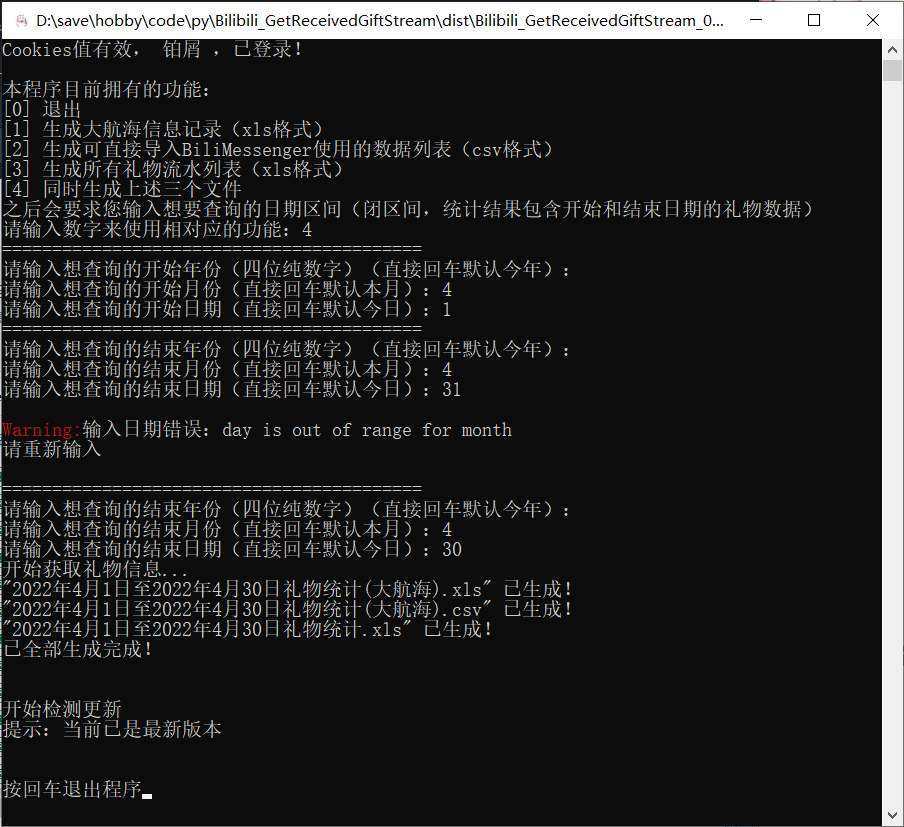 D:\save\hobby\code\py\Bilibili_GetReceivedGiftStream\dist\Bilibili_GetReceivedGiftStream_0...
Cookies值有效， 铂屑 ，已登录！
本程序目前拥有的功能：
[0] 退出
[1] 生成大航海信息记录（xls格式）
[2] 生成可直接导入BiliMessenger使用的数据列表（csv格式）
[3] 生成所有礼物流水列表（xls格式）
[4] 同时生成上述三个文件
之后会要求您输入想要查询的日期区间（闭区间，统计结果包含开始和结束日期的礼物数据）
请输入数字来使用相对应的功能：4
==========================================
请输入想查询的开始年份（四位纯数字）（直接回车默认今年）：
请输入想查询的开始月份（直接回车默认本月）：4
请输入想查询的开始日期（直接回车默认今日）：1
==========================================
请输入想查询的结束年份（四位纯数字）（直接回车默认今年）：
请输入想查询的结束月份（直接回车默认本月）：4
请输入想查询的结束日期（直接回车默认今日）：31
Warning:输入日期错误：day is out of range for month
请重新输入
==========================================
请输入想查询的结束年份（四位纯数字）（直接回车默认今年）：
请输入想查询的结束月份（直接回车默认本月）：4
请输入想查询的结束日期（直接回车默认今日）：30
开始获取礼物信息...
"2022年4月1日至2022年4月30日礼物统计(大航海).xls" 已生成！
"2022年4月1日至2022年4月30日礼物统计(大航海).csv" 已生成！
"2022年4月1日至2022年4月30日礼物统计.xls" 已生成！
已全部生成完成！
开始检测更新
提示：当前已是最新版本
按回车退出程序